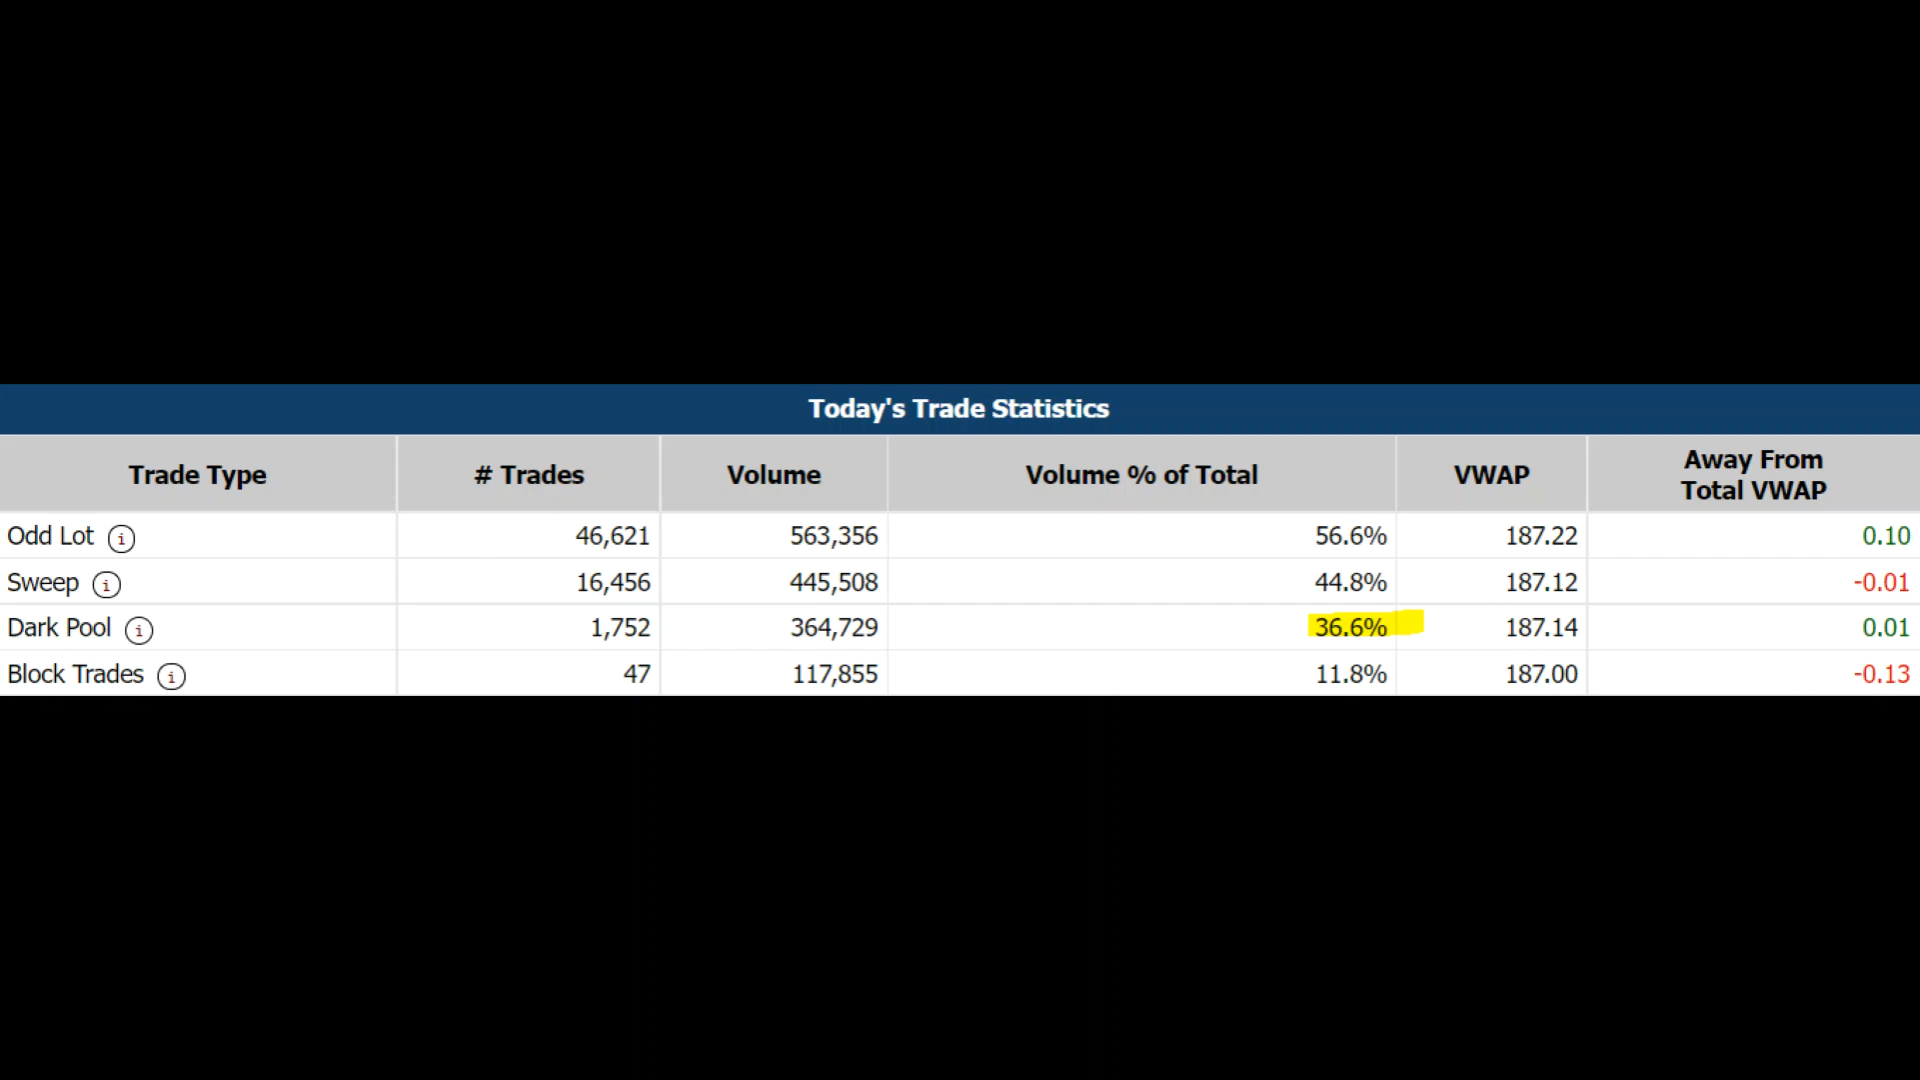 Today's Trade Statistics
Trade Type # Trades Volume Volume % of Total VWAP Away From
Total VWAP
Odd Lot i 46,621 563,356 56.6% 187.22 0.10
Sweep i 16,456 445,508 44.8% 187.12 -0.01
Dark Pool i 1,752 364,729 36.6% 187.14 0.01
Block Trades i 47 117,855 11.8% 187.00 -0.13